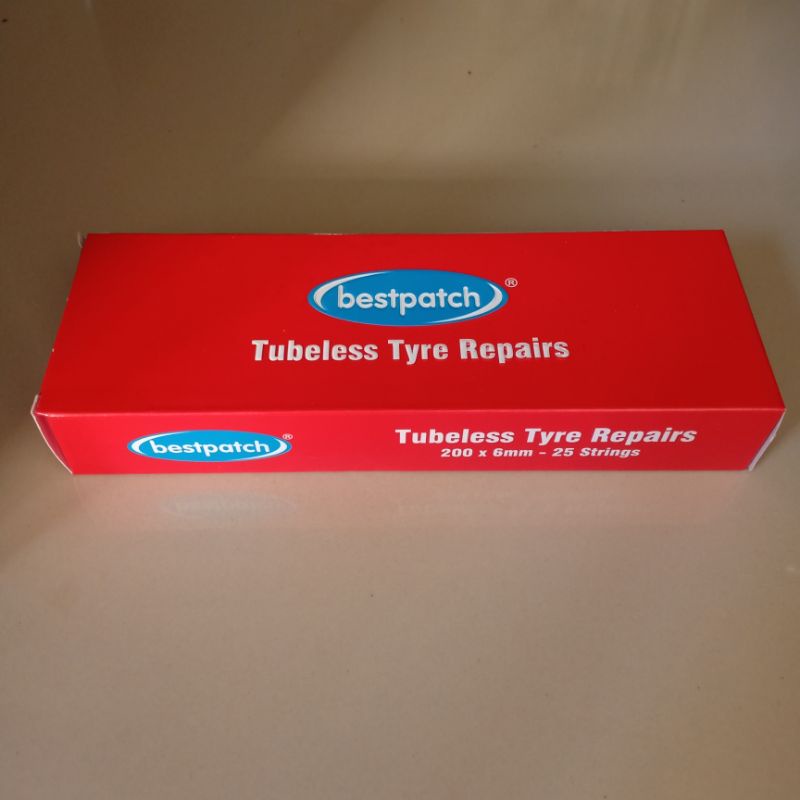 bestpatch®
Tubeless Tyre Repairs
bestpatch®
Tubeless Tyre Repairs
200 x 6mm - 25 Strings